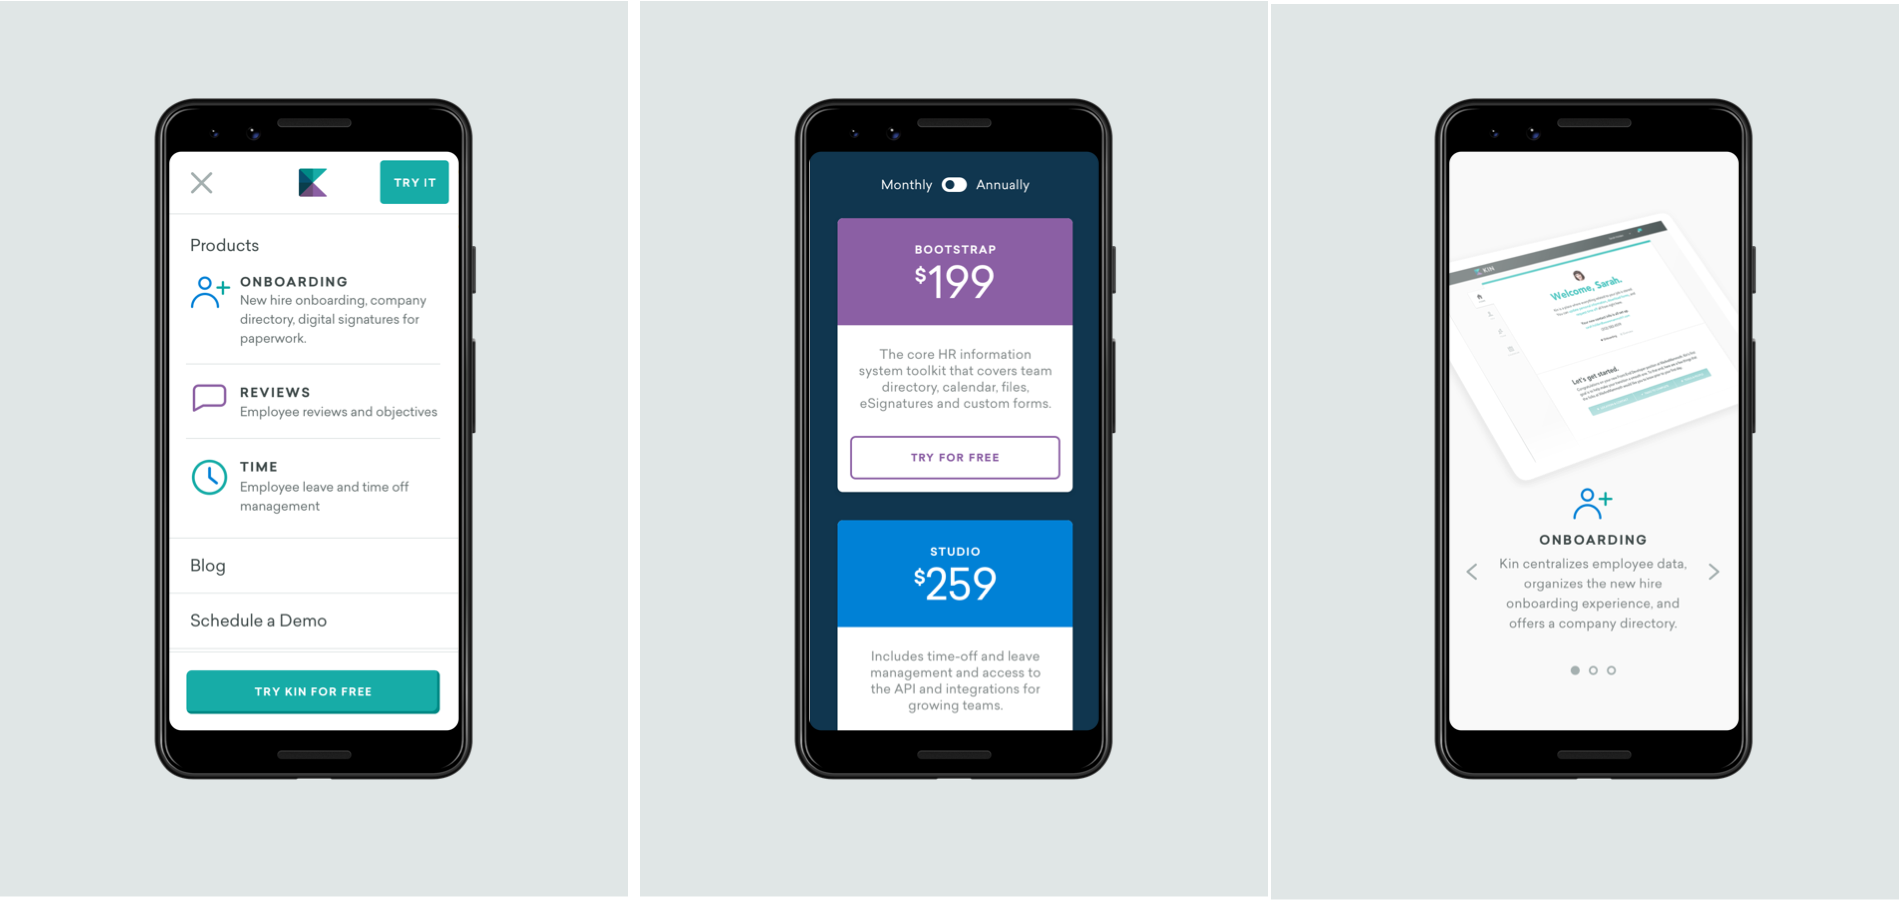 TRY IT
Products
ONBOARDING
New hire onboarding, company
directory, digital signatures for
paperwork.
REVIEWS
Employee reviews and objectives
TIME
Employee leave and time off
management
Blog
Schedule a Demo
TRY KIN FOR FREE
Monthly Annually
BOOTSTRAP
$199
The core HR information
system toolkit that covers team
directory, calendar, files,
eSignatures and custom forms.
TRY FOR FREE
STUDIO
$259
Includes time-off and leave
management and access to
the API and integrations for
growing teams.
KIN
Welcome, Sarah.
Let's get started.
ONBOARDING
Kin centralizes employee data,
organizes the new hire
onboarding experience, and
offers a company directory.